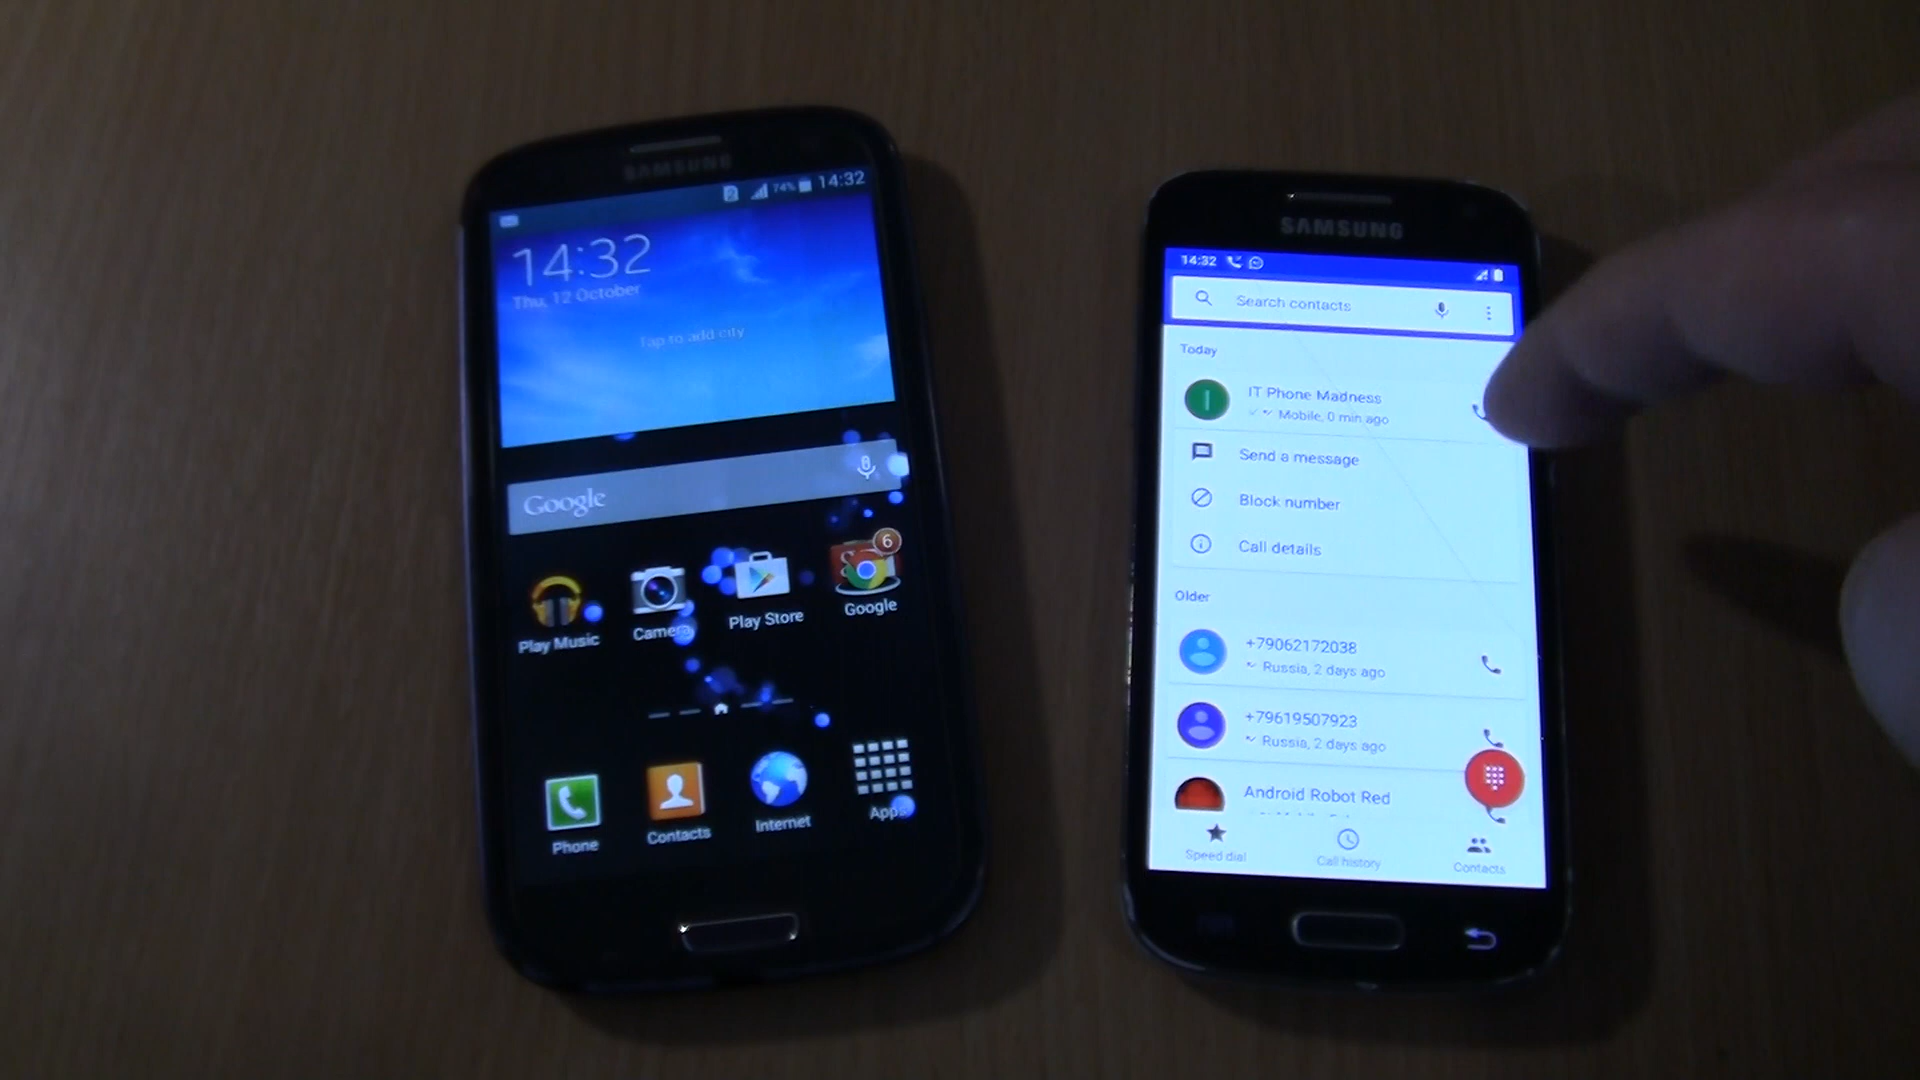 SAMSUNG
74% 14:32
14:32
Thu, 12 October
Tap to add city
Google
6
Play Music
Camera
Play Store
Google
Phone
Contacts
Internet
Apps
SAMSUNG
14:32
Search contacts
Today
IT Phone Madness
Mobile, 0 min ago
Send a message
Block number
Call details
Older
+79062172038
Russia, 2 days ago
+79619507923
Russia, 2 days ago
Android Robot Red
Speed dial
Call history
Contacts